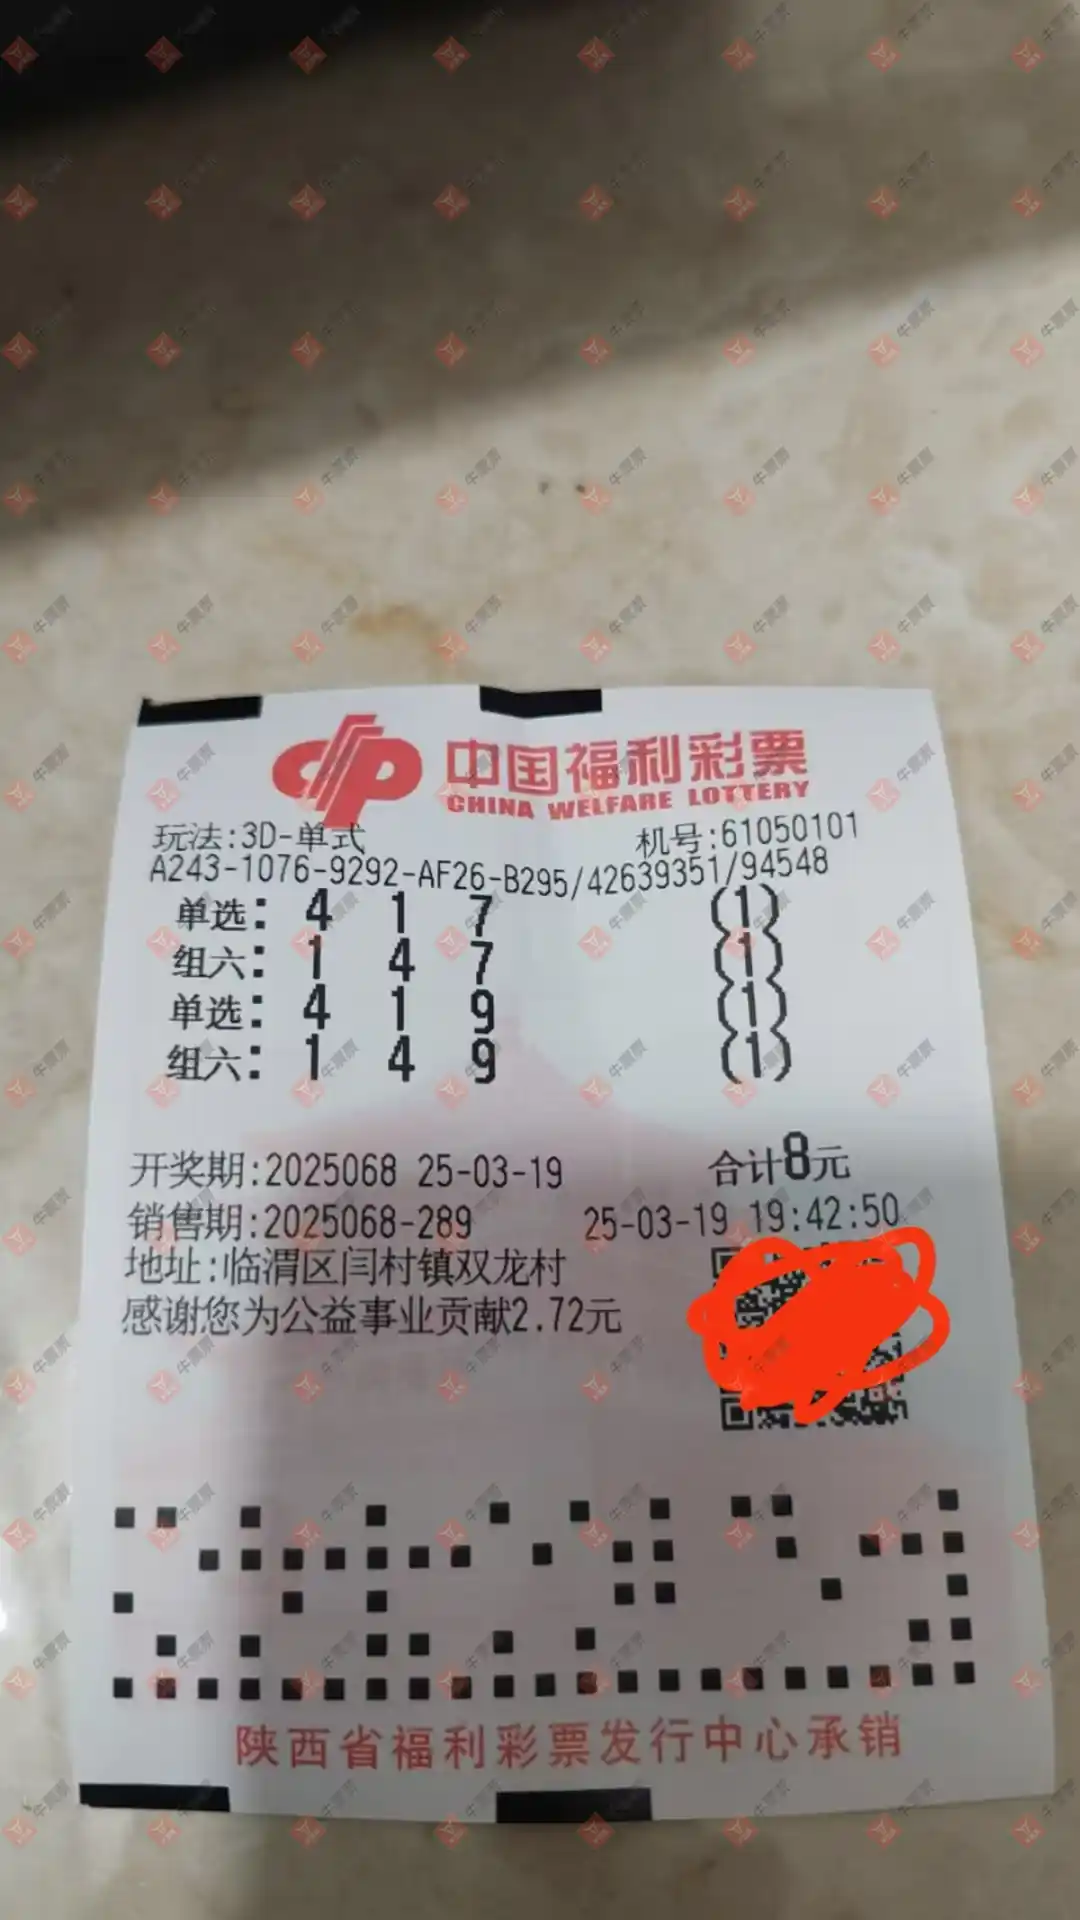 中国福利彩票
CHINA WELFARE LOTTERY
玩法:3D-单式 机号:61050101
A243-1076-9292-AF26-B295/42639351/94548
单选: 4 1 7 (1)
组六: 1 4 7 (1)
单选: 4 1 9 (1)
组六: 1 4 9 (1)
开奖期:2025068 25-03-19 合计8元
销售期:2025068-289 25-03-19 19:42:50
地址:临渭区闫村镇双龙村
感谢您为公益事业贡献2.72元
陕西省福利彩票发行中心承销
牛票票